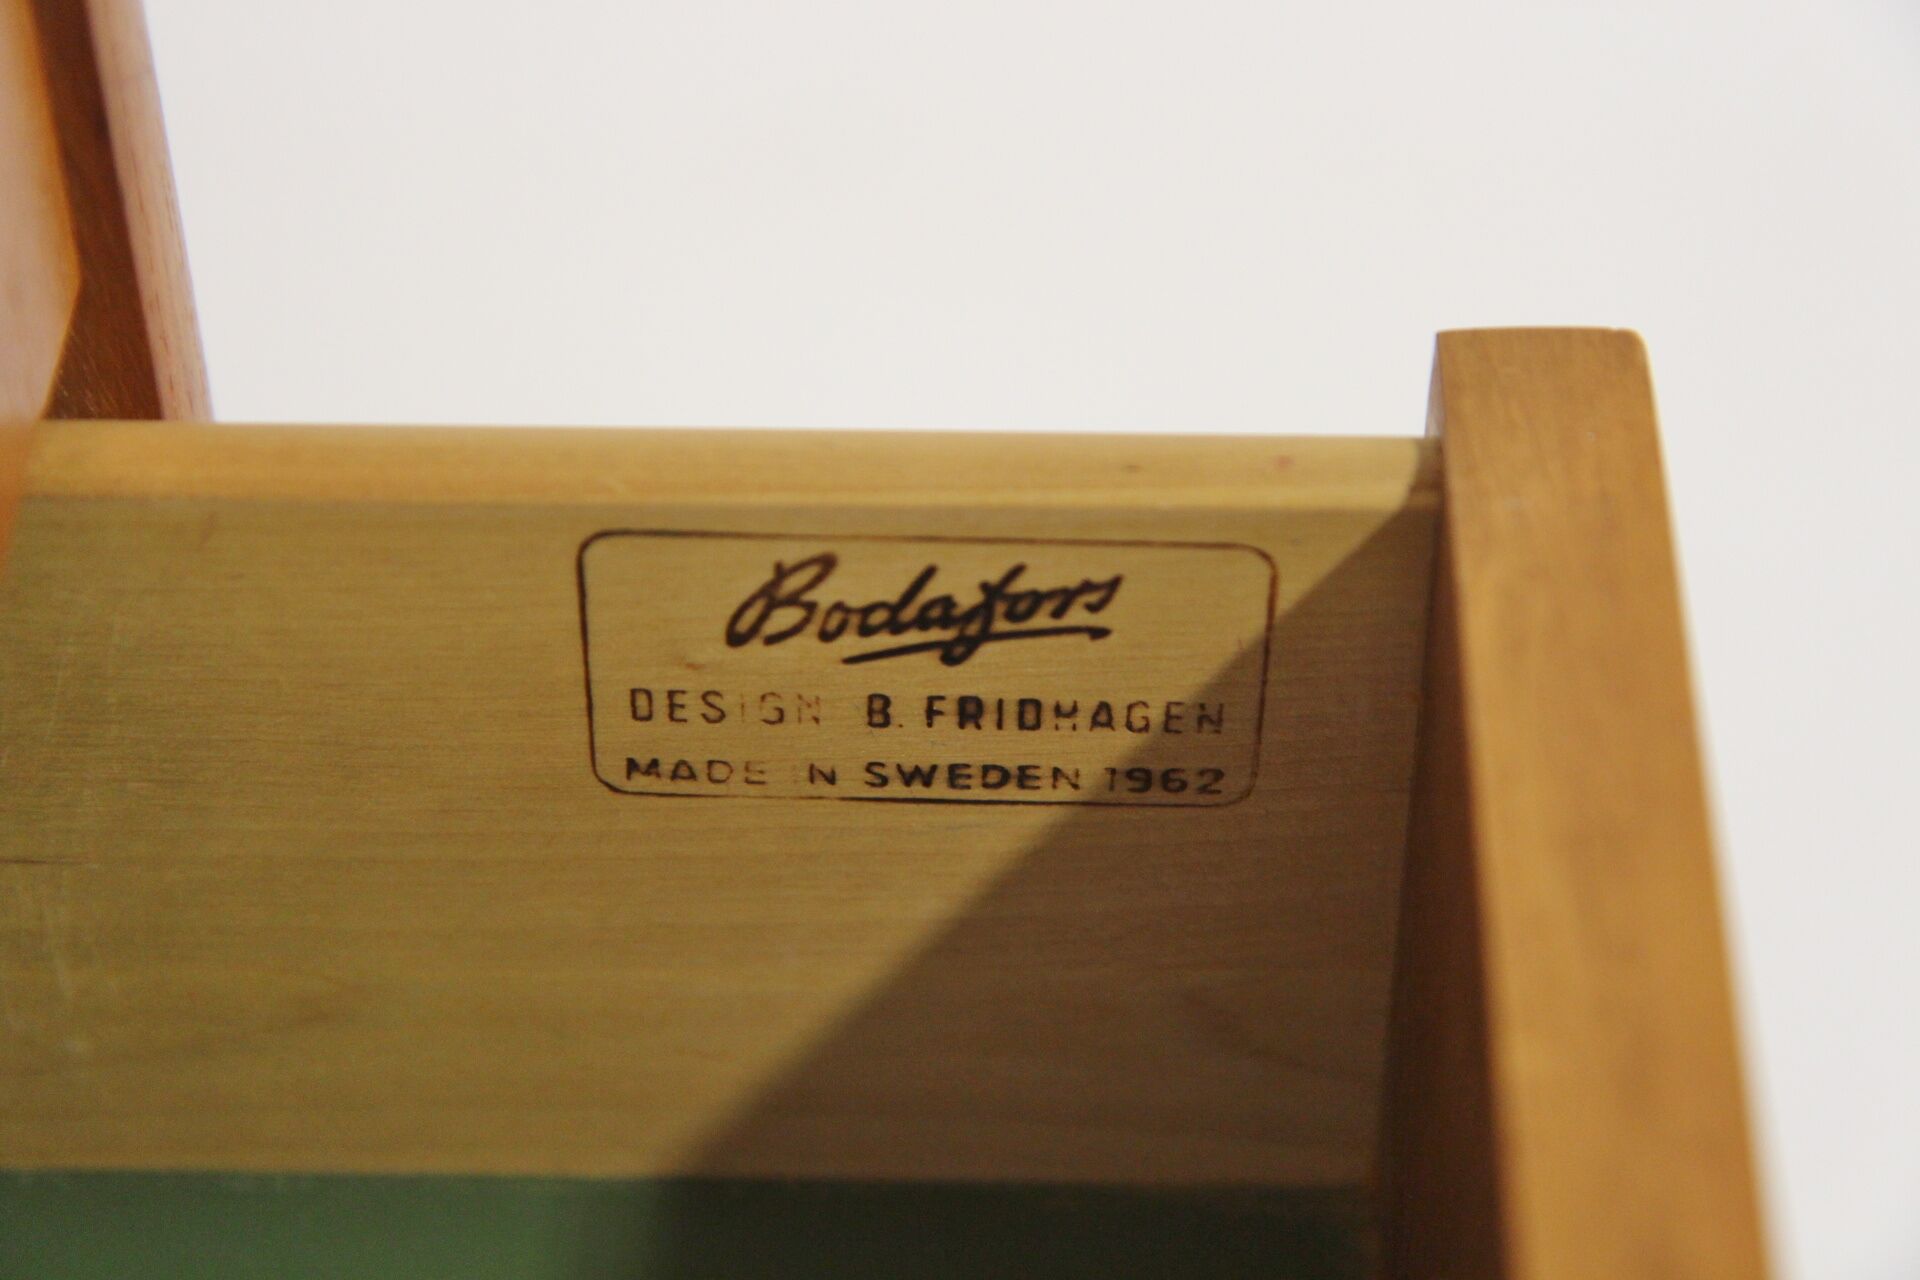 Bodafors
DESIGN B. FRIDHAGEN
MADE IN SWEDEN 1962